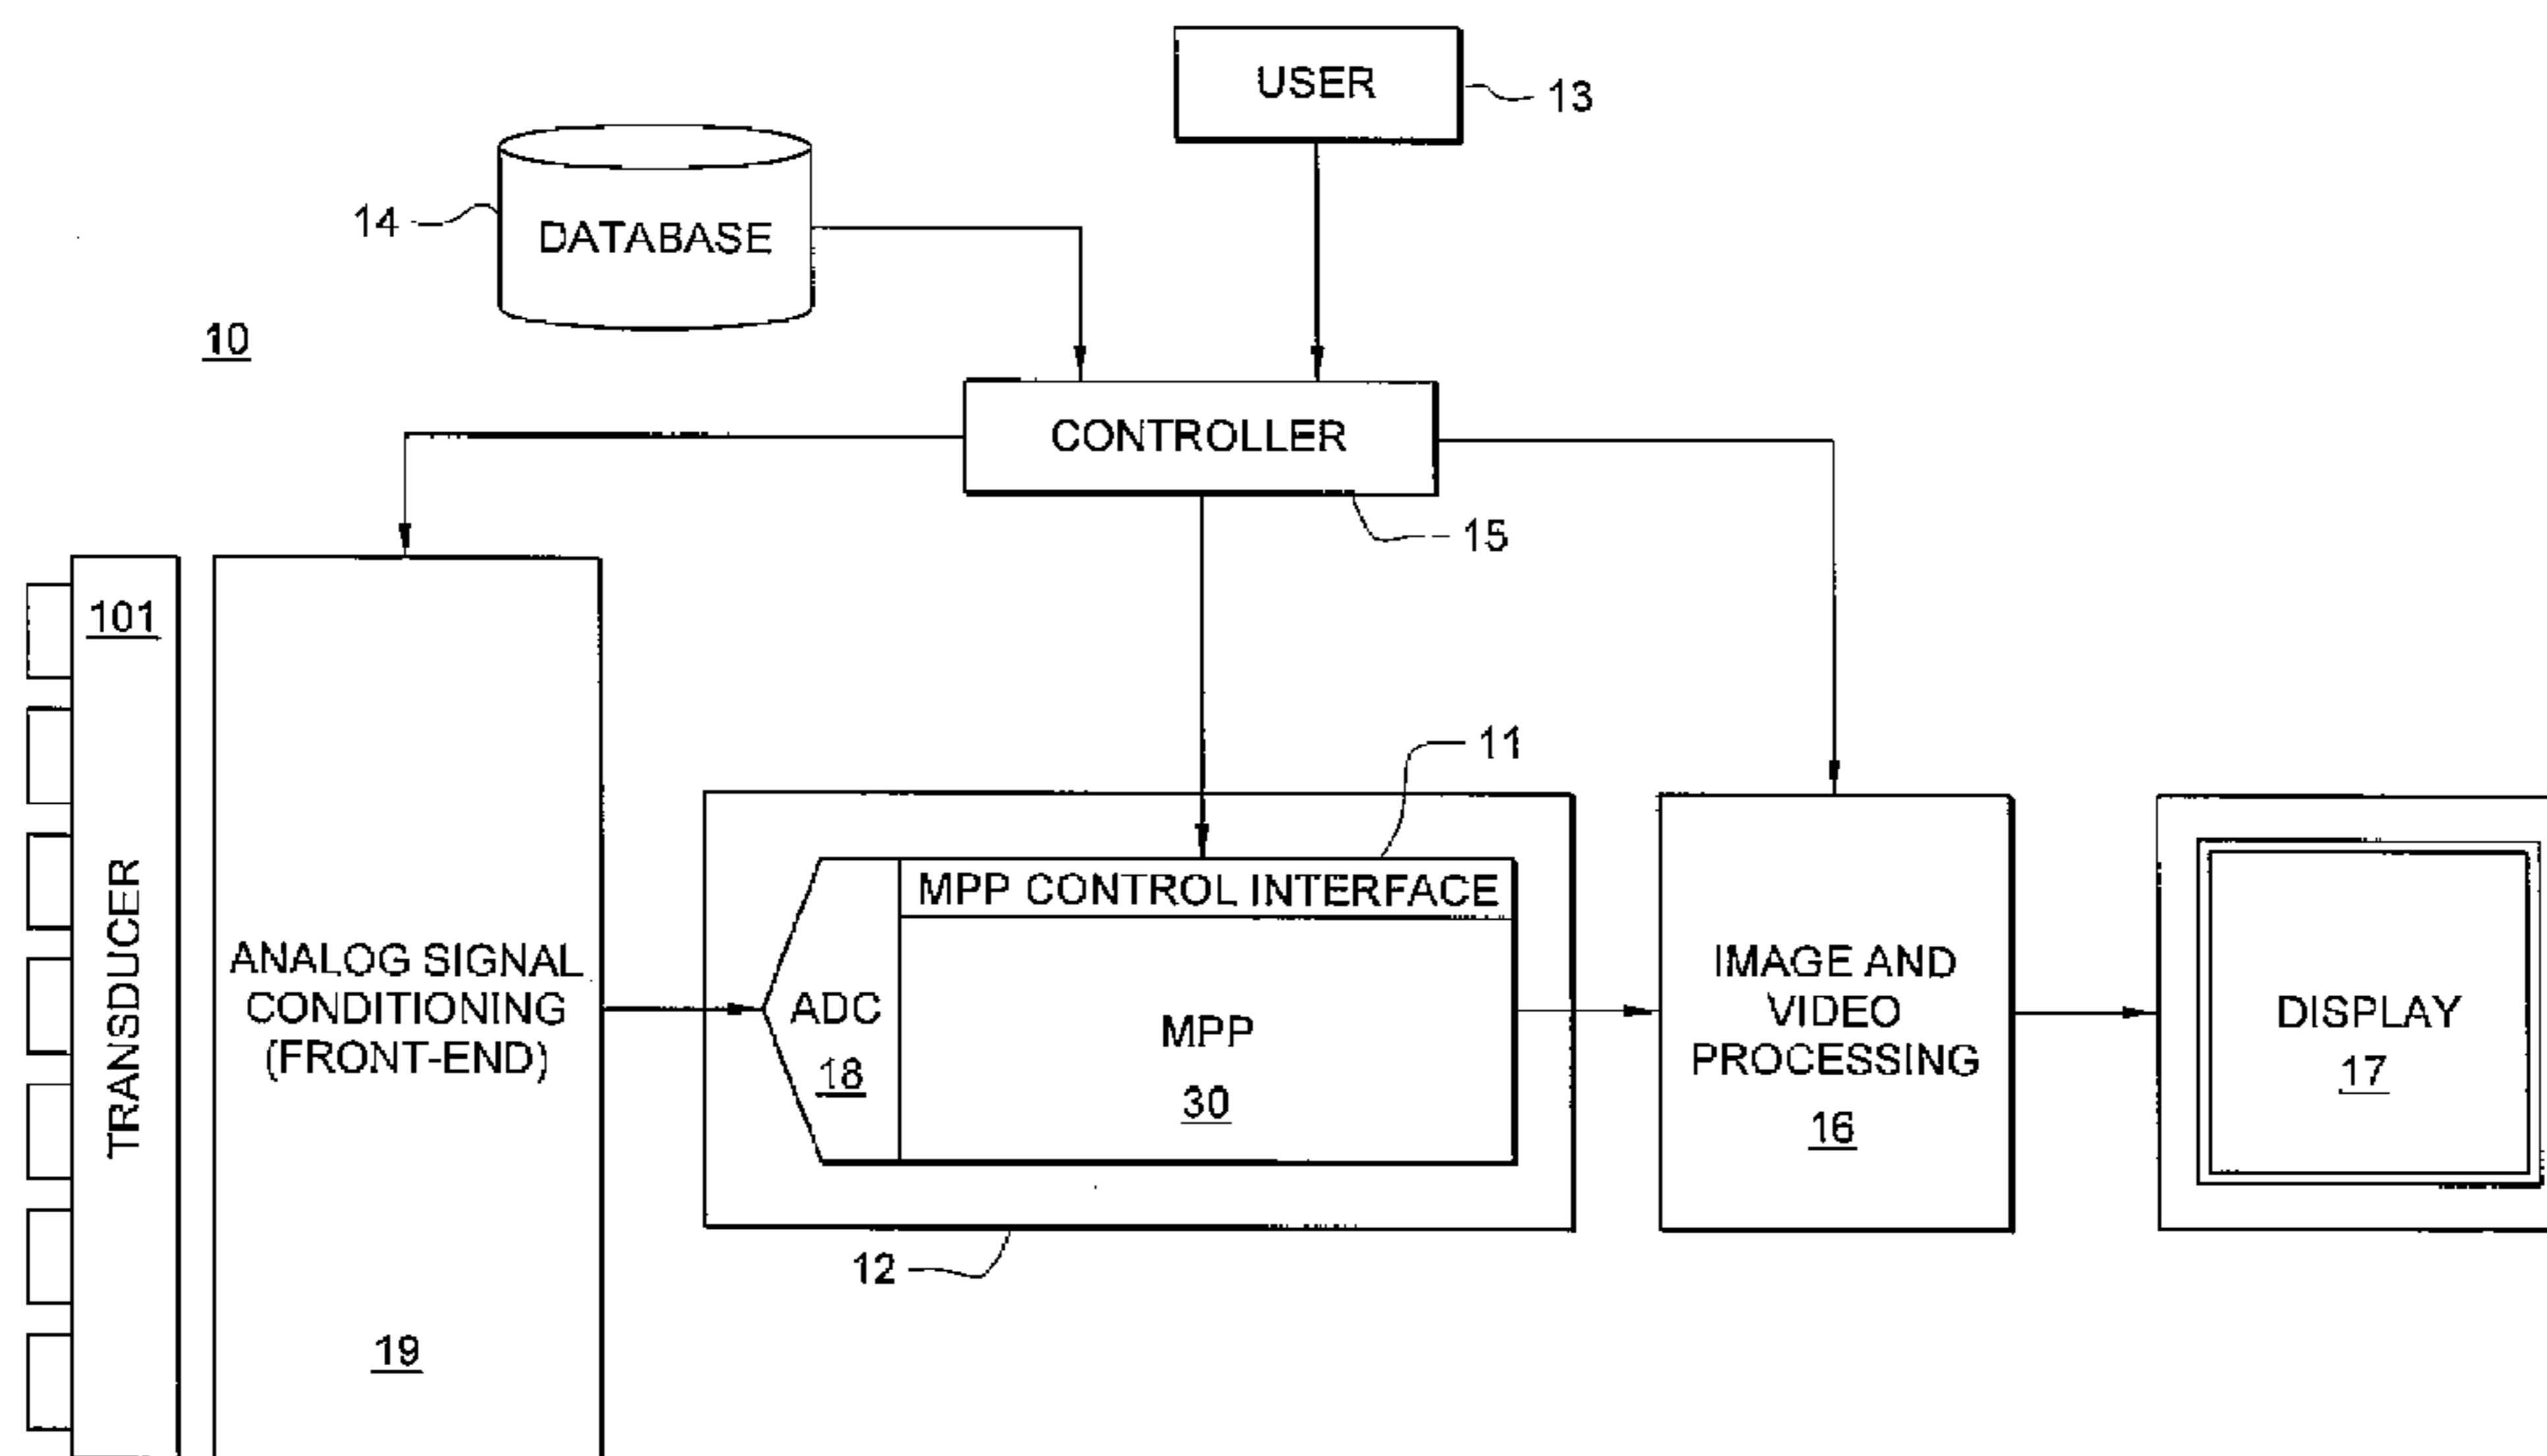 USER
13
14
DATABASE
10
CONTROLLER
15
101
TRANSDUCER
ANALOG SIGNAL
CONDITIONING
(FRONT-END)
19
11
MPP CONTROL INTERFACE
ADC
18
MPP
30
12
IMAGE AND
VIDEO
PROCESSING
16
DISPLAY
17